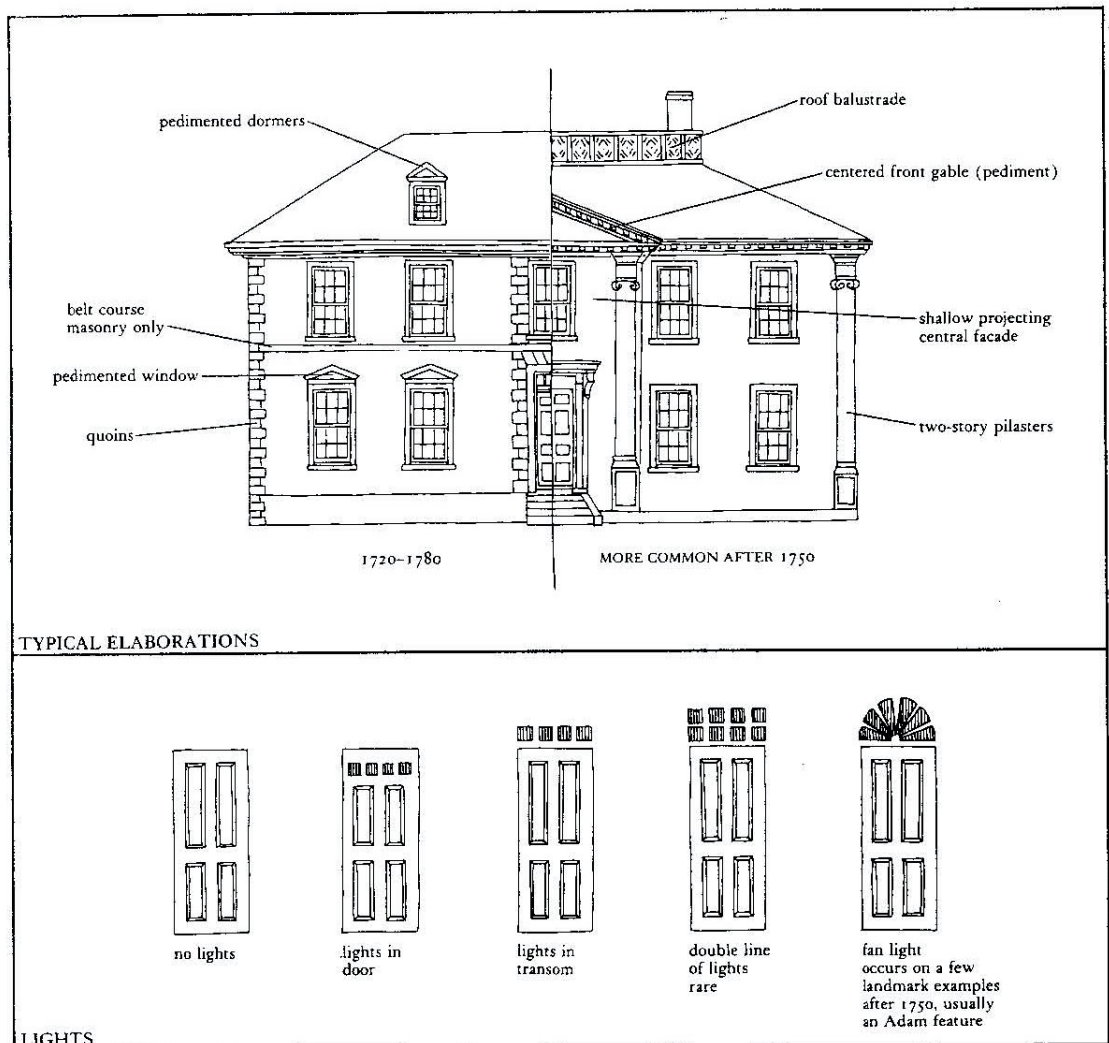 pedimented dormers
roof balustrade
centered front gable (pediment)
belt course
masonry only
shallow projecting
central facade
pedimented window
quoins
two-story pilasters
1720–1780
MORE COMMON AFTER 1750
TYPICAL ELABORATIONS
no lights
lights in
door
lights in
transom
double line
of lights
rare
fan light
occurs on a few
landmark examples
after 1750, usually
an Adam feature
LIGHTS